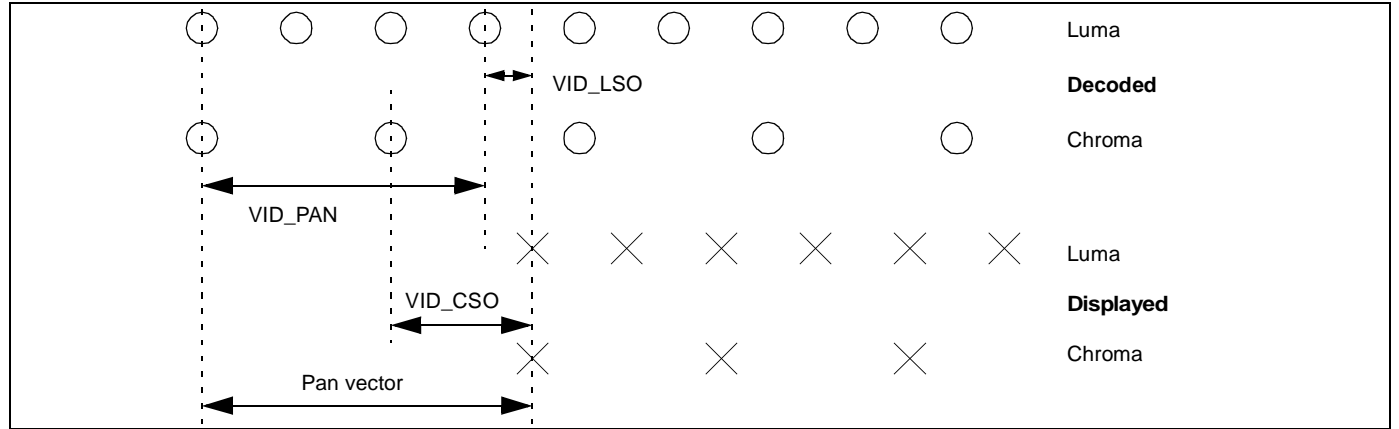 Luma
VID_LSO
Decoded
Chroma
VID_PAN
Luma
VID_CSO
Displayed
Chroma
Pan vector